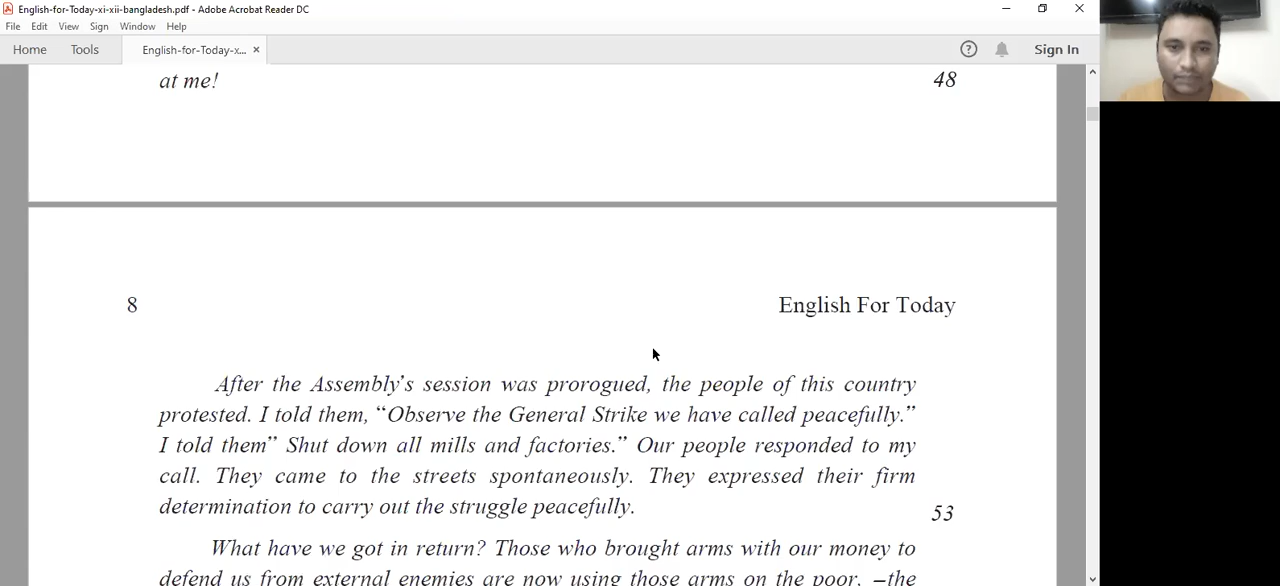 English-for-Today-xi-xii-bangladesh.pdf - Adobe Acrobat Reader DC
File Edit View Sign Window Help
Home Tools English-for-Today-x... × ? Sign In
at me! 48
8 English For Today
After the Assembly's session was prorogued, the people of this country
protested. I told them, “Observe the General Strike we have called peacefully.”
I told them” Shut down all mills and factories.” Our people responded to my
call. They came to the streets spontaneously. They expressed their firm
determination to carry out the struggle peacefully. 53
What have we got in return? Those who brought arms with our money to
defend us from external enemies are now using those arms on the poor, –the